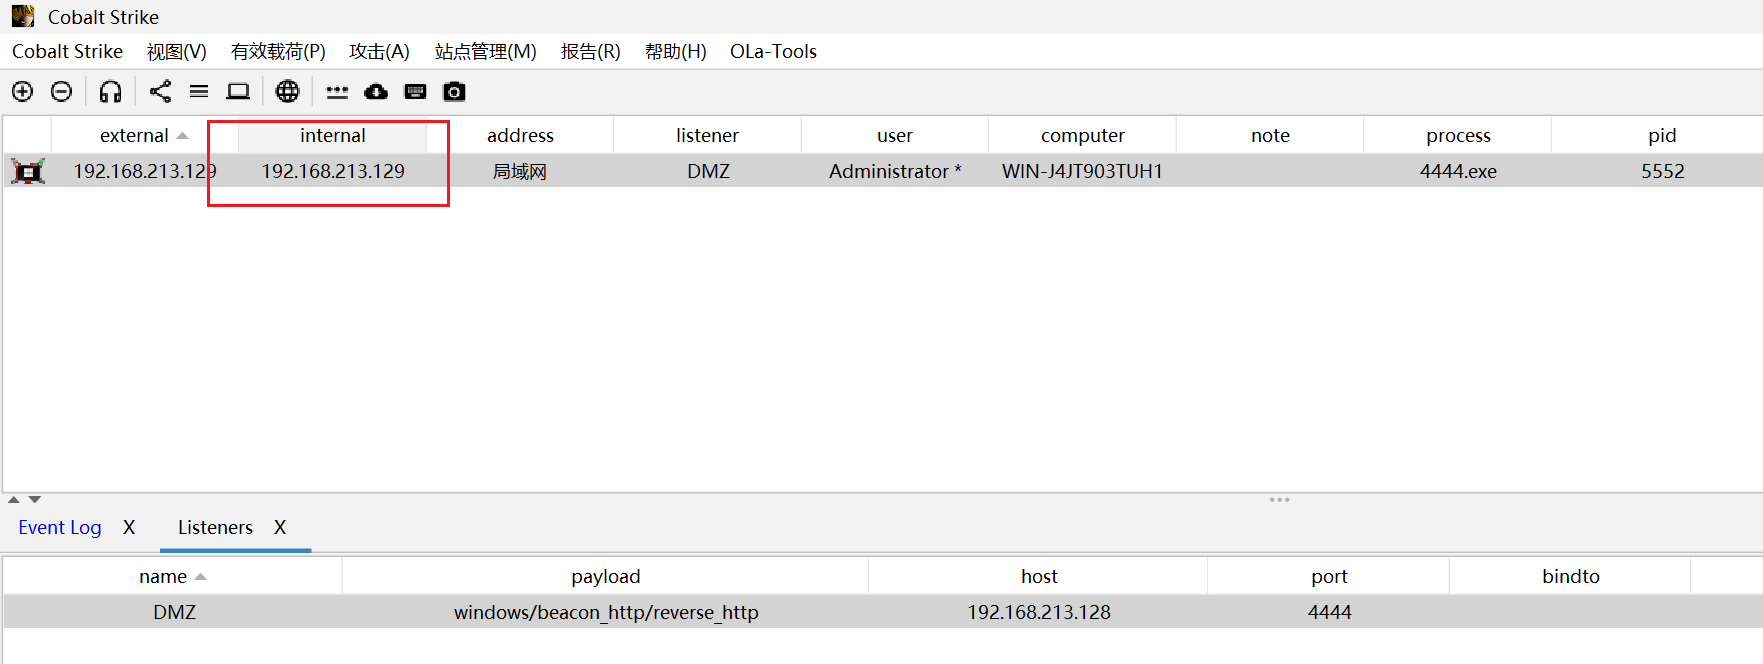 Cobalt Strike
Cobalt Strike 视图(V) 有效载荷(P) 攻击(A) 站点管理(M) 报告(R) 帮助(H) OLa-Tools
external internal address listener user computer note process pid
192.168.213.129 192.168.213.129 局域网 DMZ Administrator * WIN-J4JT903TUH1 4444.exe 5552
Event Log X Listeners X
name payload host port bindto
DMZ windows/beacon_http/reverse_http 192.168.213.128 4444